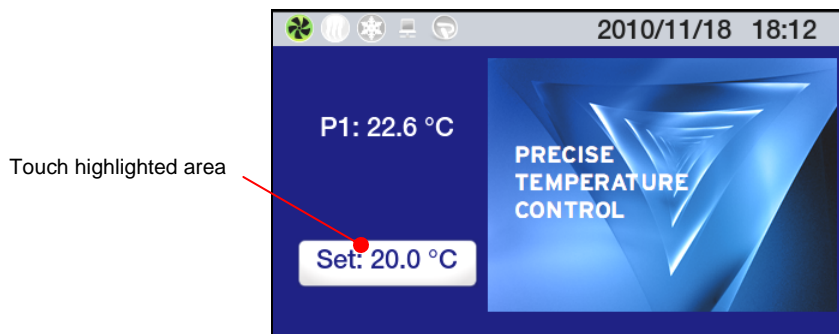 2010/11/18 18:12
P1: 22.6 °C
PRECISE
TEMPERATURE
CONTROL
Touch highlighted area
Set: 20.0 °C